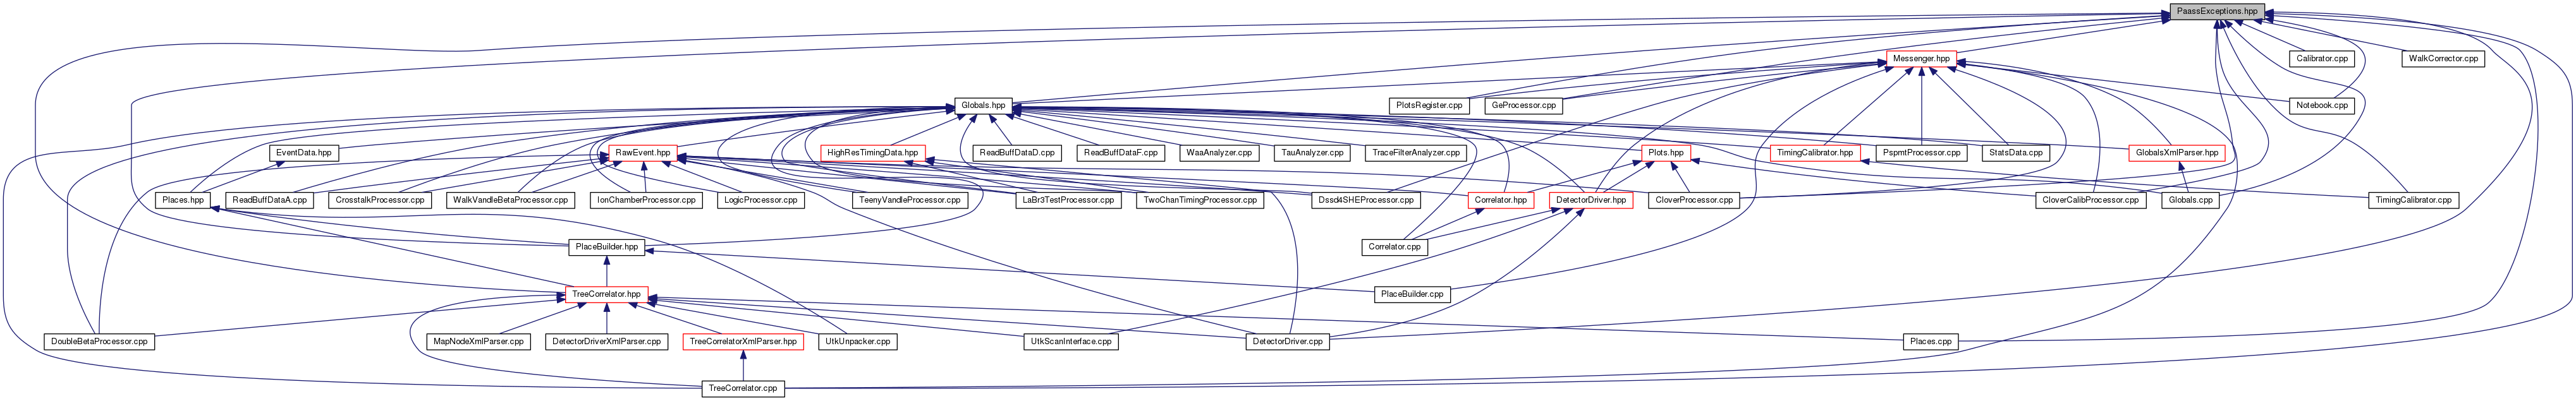 PaassExceptions.hpp
Messenger.hpp
Calibrator.cpp
WalkCorrector.cpp
Globals.hpp
PlotsRegister.cpp
GeProcessor.cpp
Notebook.cpp
EventData.hpp
RawEvent.hpp
HighResTimingData.hpp
ReadBuffDataD.cpp
ReadBuffDataF.cpp
WaaAnalyzer.cpp
TauAnalyzer.cpp
TraceFilterAnalyzer.cpp
Plots.hpp
TimingCalibrator.hpp
PspmtProcessor.cpp
StatsData.cpp
GlobalsXmlParser.hpp
Places.hpp
ReadBuffDataA.cpp
CrosstalkProcessor.cpp
WalkVandleBetaProcessor.cpp
IonChamberProcessor.cpp
LogicProcessor.cpp
TeenyVandleProcessor.cpp
LaBr3TestProcessor.cpp
TwoChanTimingProcessor.cpp
Dssd4SHEProcessor.cpp
Correlator.hpp
DetectorDriver.hpp
CloverProcessor.cpp
CloverCalibProcessor.cpp
Globals.cpp
TimingCalibrator.cpp
PlaceBuilder.hpp
Correlator.cpp
TreeCorrelator.hpp
PlaceBuilder.cpp
DoubleBetaProcessor.cpp
MapNodeXmlParser.cpp
DetectorDriverXmlParser.cpp
TreeCorrelatorXmlParser.hpp
UtkUnpacker.cpp
UtkScanInterface.cpp
DetectorDriver.cpp
Places.cpp
TreeCorrelator.cpp